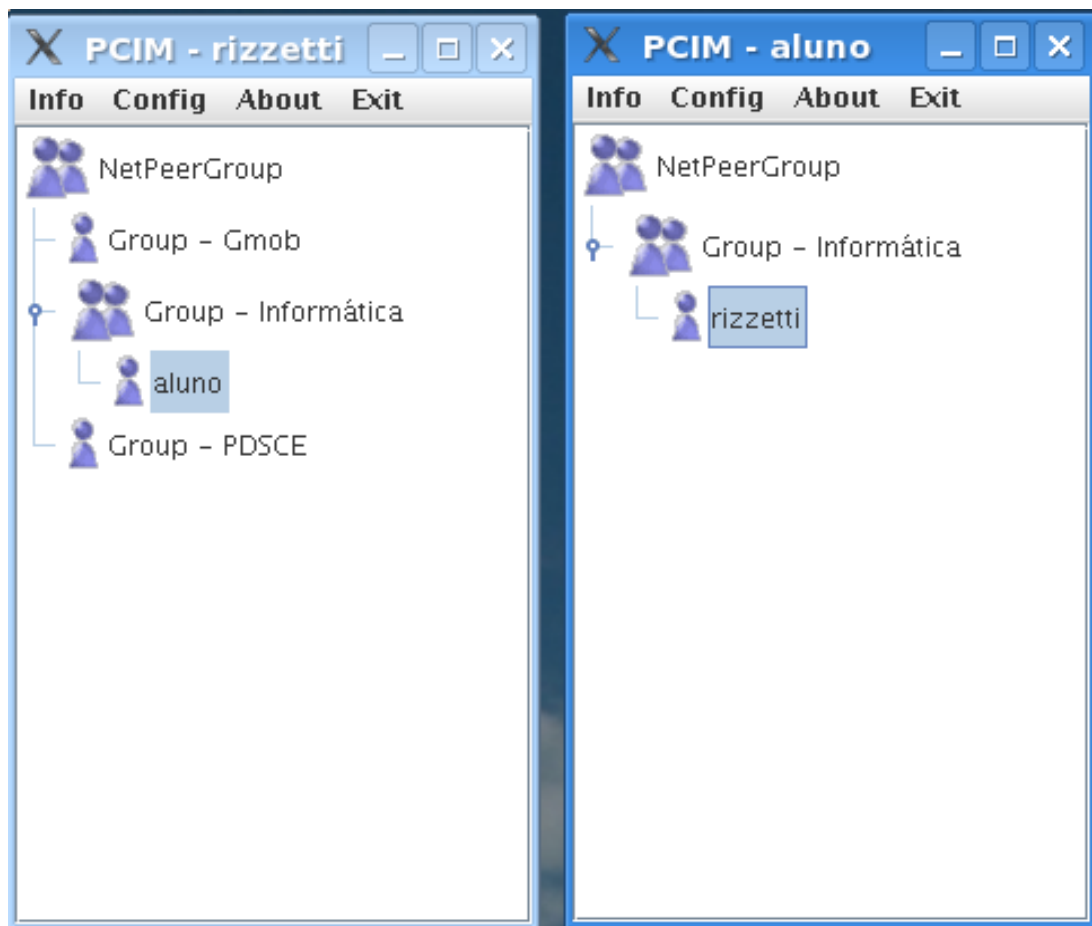 PCIM - rizzetti
Info Config About Exit
NetPeerGroup
Group - Gmob
Group - Informática
aluno
Group - PDSCE
PCIM - aluno
Info Config About Exit
NetPeerGroup
Group - Informática
rizzetti